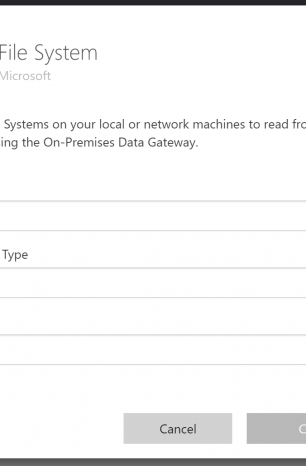 File System
Microsoft
Systems on your local or network machines to read fro
ing the On-Premises Data Gateway.
Type
Cancel
C